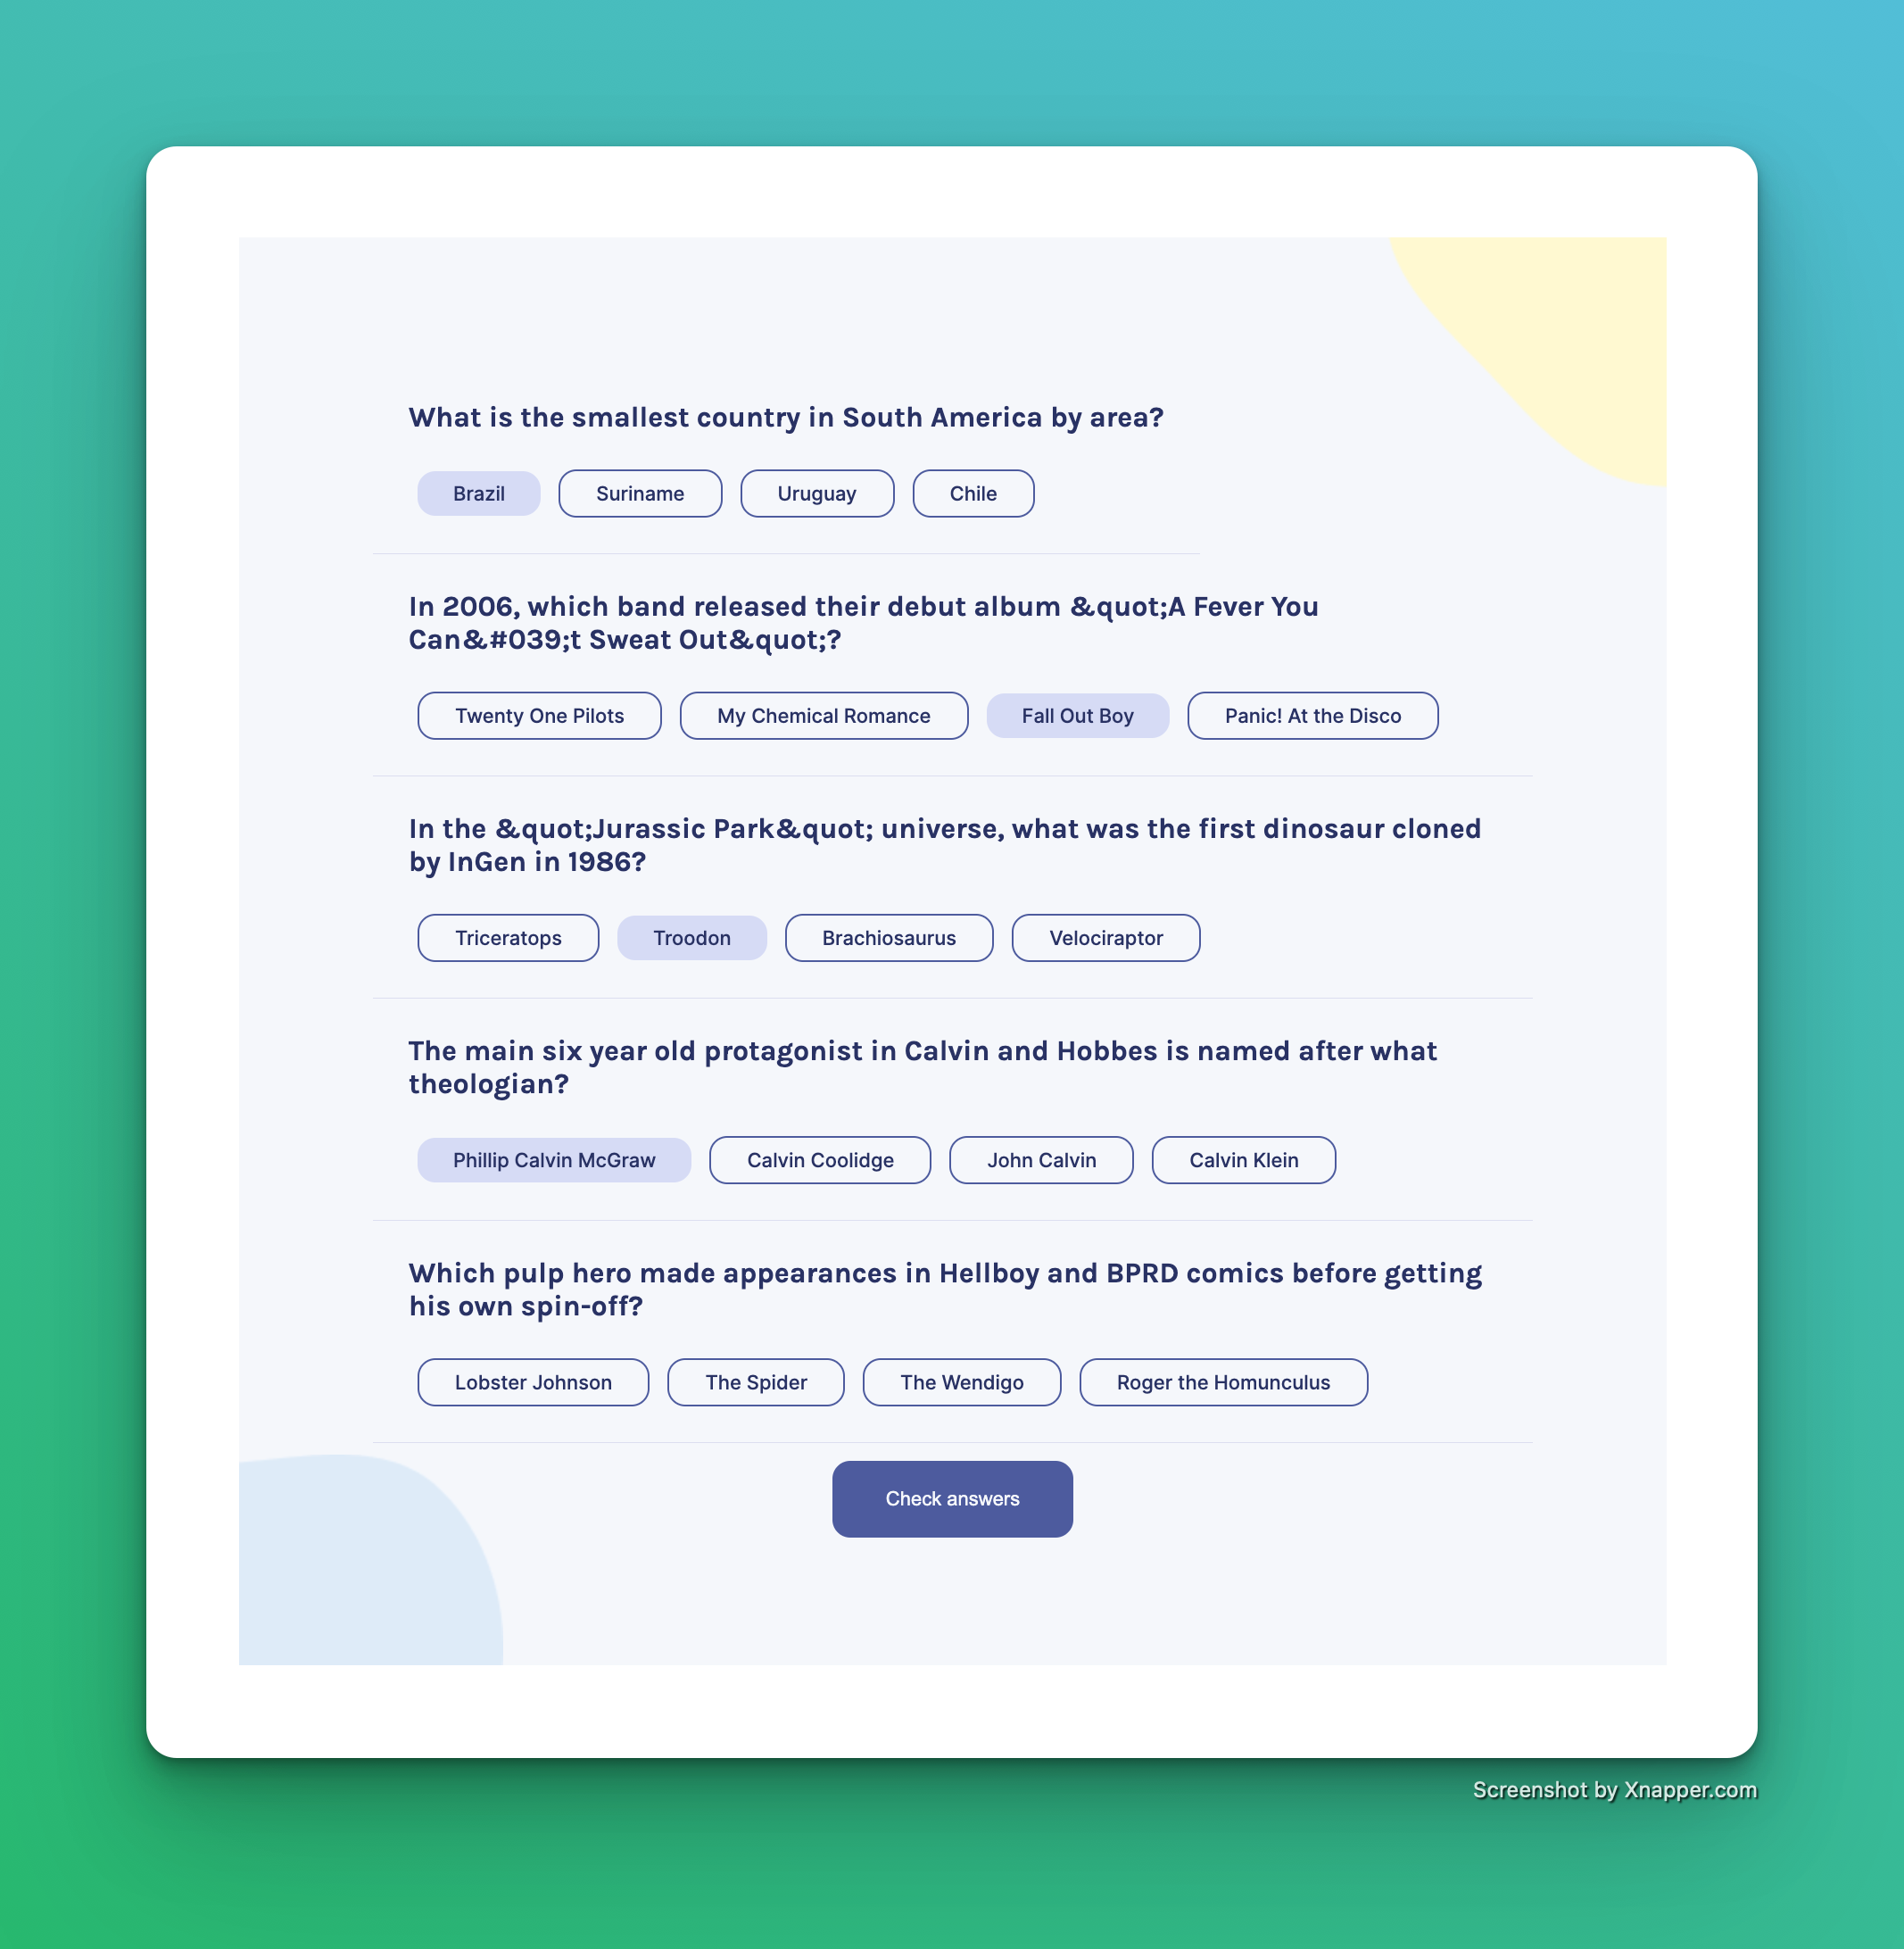 What is the smallest country in South America by area?
Brazil Suriname Uruguay Chile
In 2006, which band released their debut album &quot;A Fever You
Can&#039;t Sweat Out&quot;?
Twenty One Pilots My Chemical Romance Fall Out Boy Panic! At the Disco
In the &quot;Jurassic Park&quot; universe, what was the first dinosaur cloned
by InGen in 1986?
Triceratops Troodon Brachiosaurus Velociraptor
The main six year old protagonist in Calvin and Hobbes is named after what
theologian?
Phillip Calvin McGraw Calvin Coolidge John Calvin Calvin Klein
Which pulp hero made appearances in Hellboy and BPRD comics before getting
his own spin-off?
Lobster Johnson The Spider The Wendigo Roger the Homunculus
Check answers
Screenshot by Xnapper.com